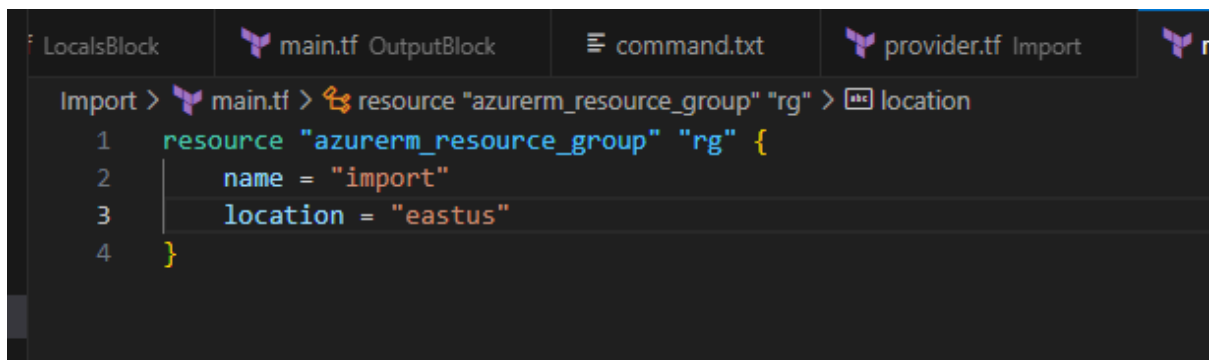 LocalsBlock main.tf OutputBlock command.txt provider.tf Import
Import > main.tf > resource "azurerm_resource_group" "rg" > location
1 resource "azurerm_resource_group" "rg" {
2 name = "import"
3 location = "eastus"
4 }